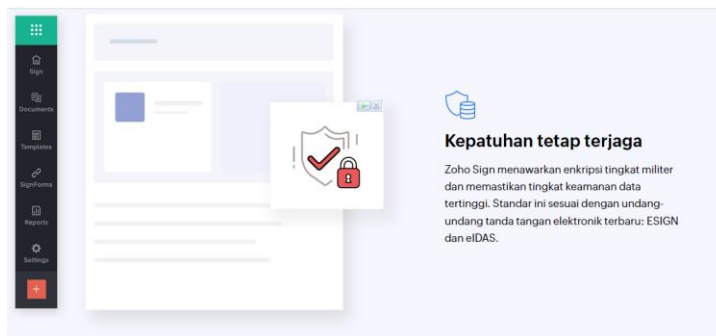 Sign
Documents
Templates
SignForms
Reports
Settings
Kepatuhan tetap terjaga
Zoho Sign menawarkan enkripsi tingkat militer
dan memastikan tingkat keamanan data
tertinggi. Standar ini sesuai dengan undang-
undang tanda tangan elektronik terbaru: ESIGN
dan eIDAS.